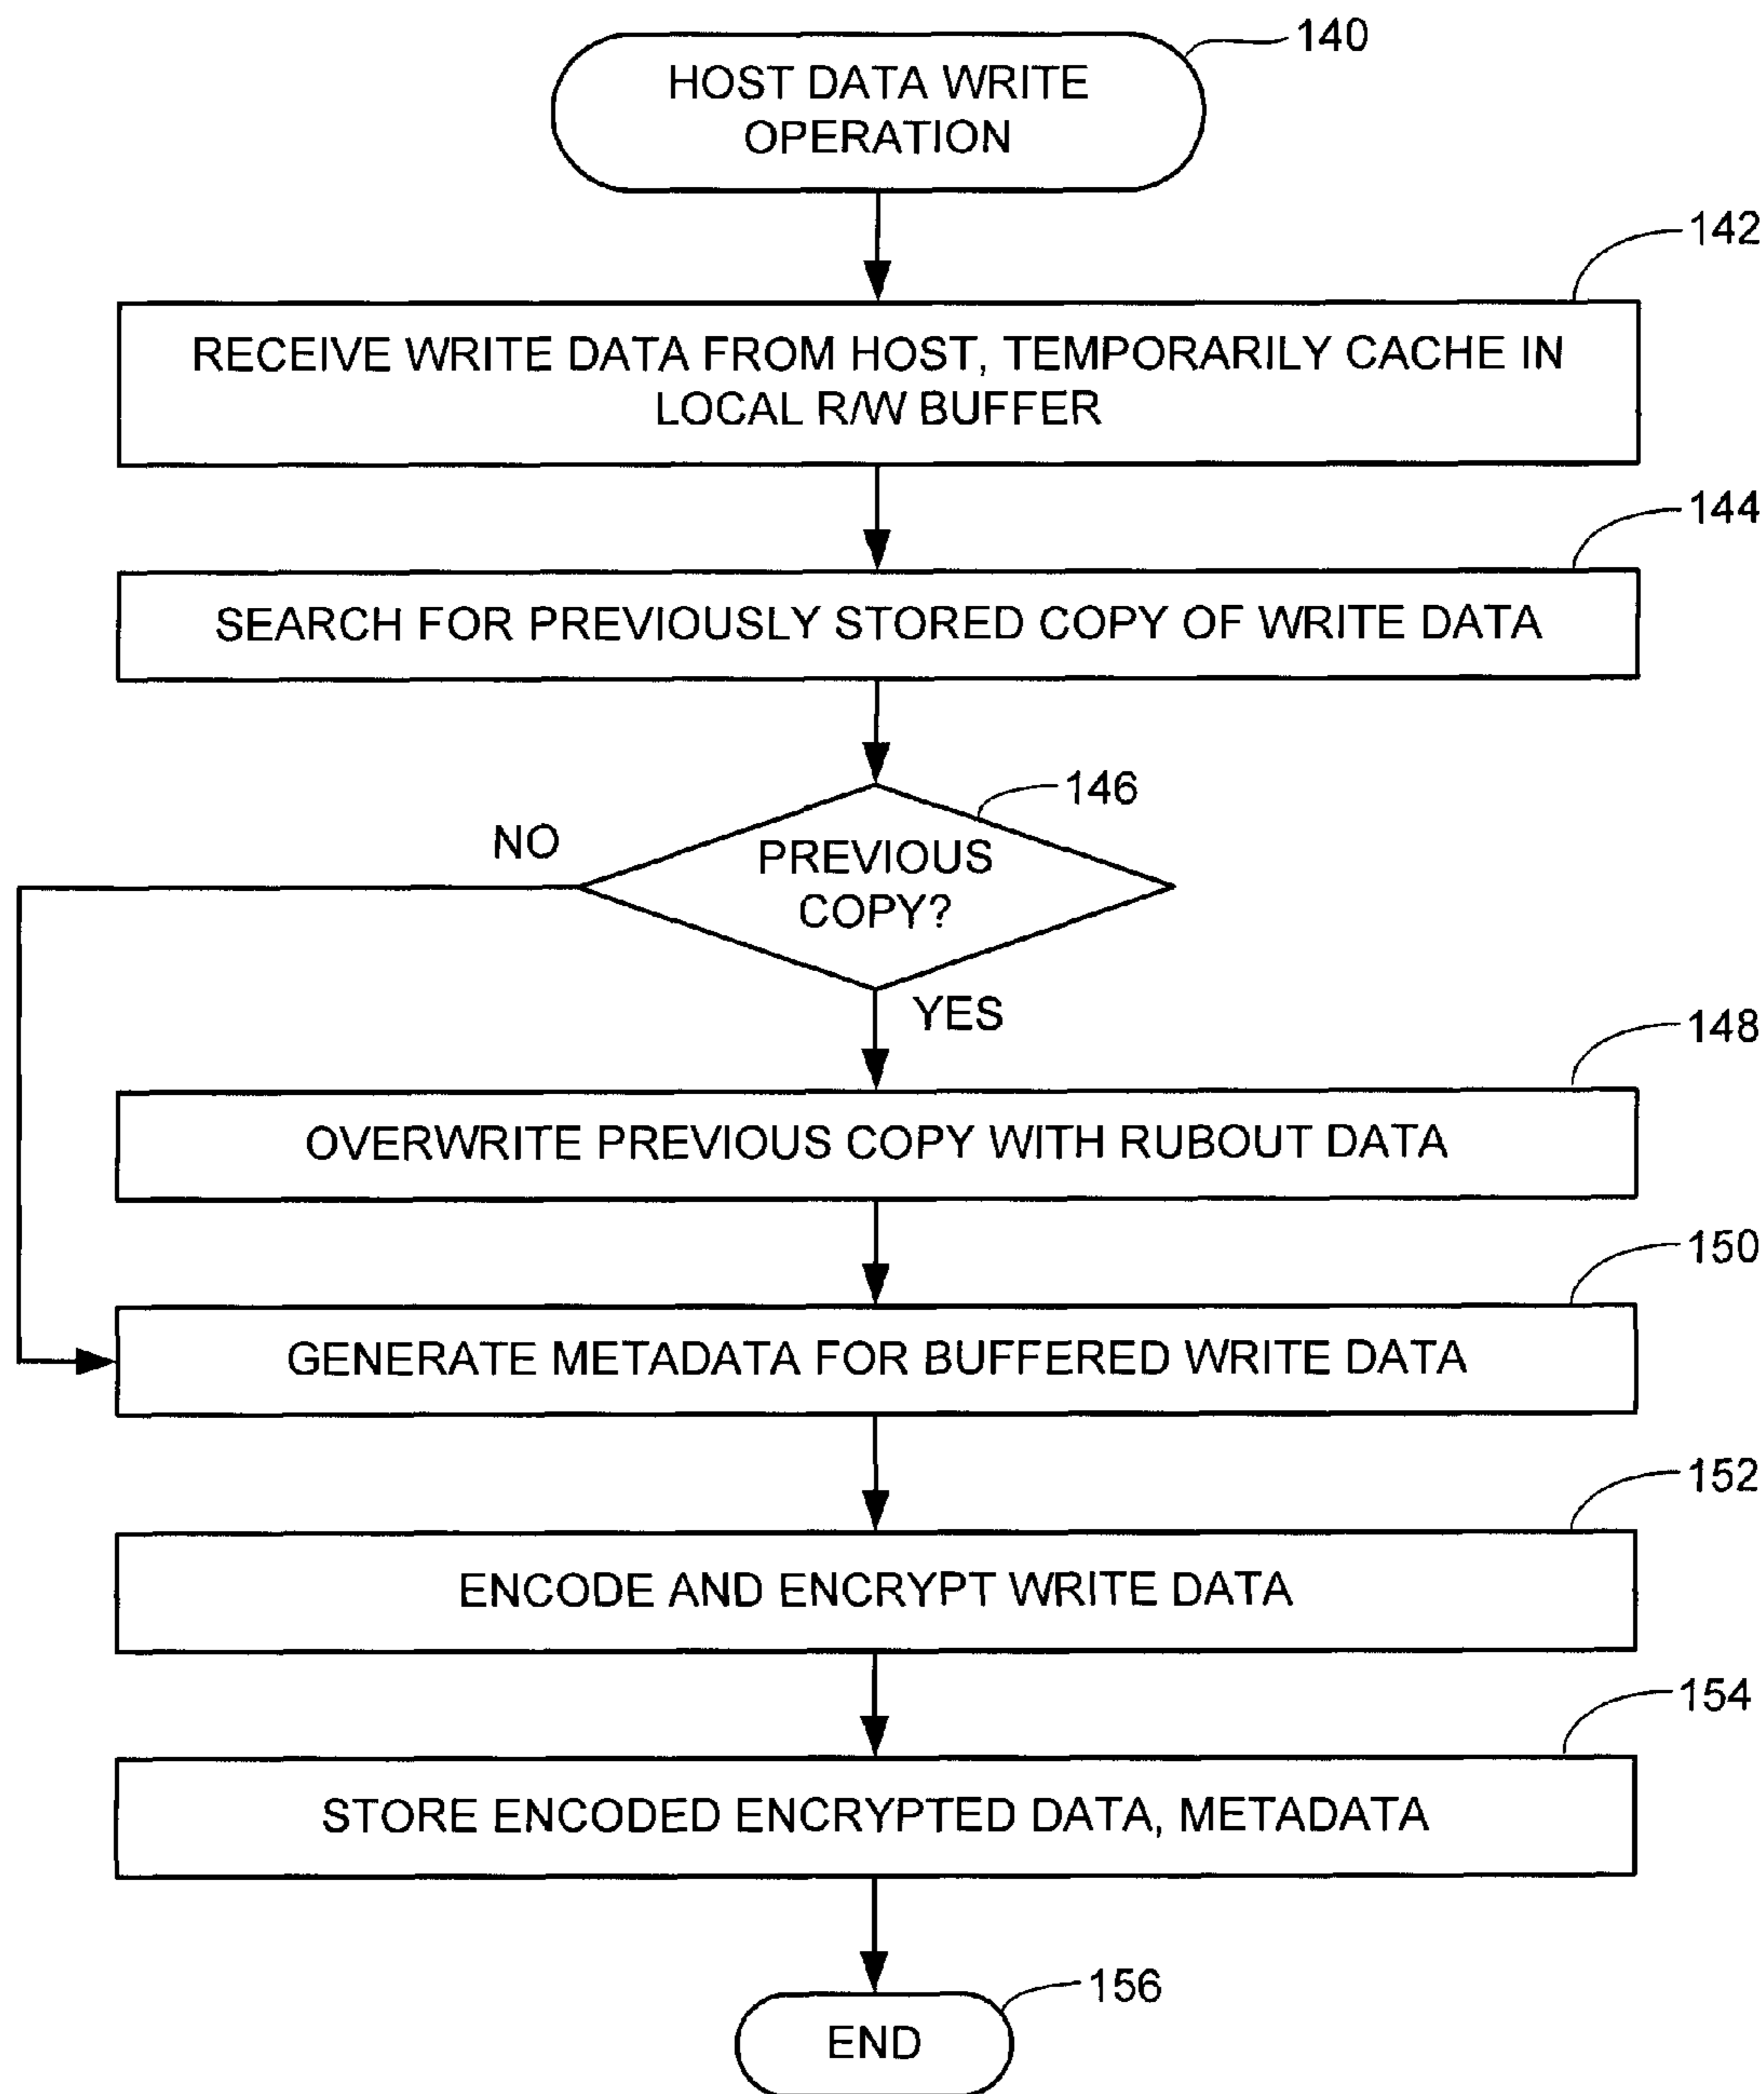 140
HOST DATA WRITE
OPERATION
142
RECEIVE WRITE DATA FROM HOST, TEMPORARILY CACHE IN
LOCAL R/W BUFFER
144
SEARCH FOR PREVIOUSLY STORED COPY OF WRITE DATA
146
NO
PREVIOUS
COPY?
YES
148
OVERWRITE PREVIOUS COPY WITH RUBOUT DATA
150
GENERATE METADATA FOR BUFFERED WRITE DATA
152
ENCODE AND ENCRYPT WRITE DATA
154
STORE ENCODED ENCRYPTED DATA, METADATA
156
END